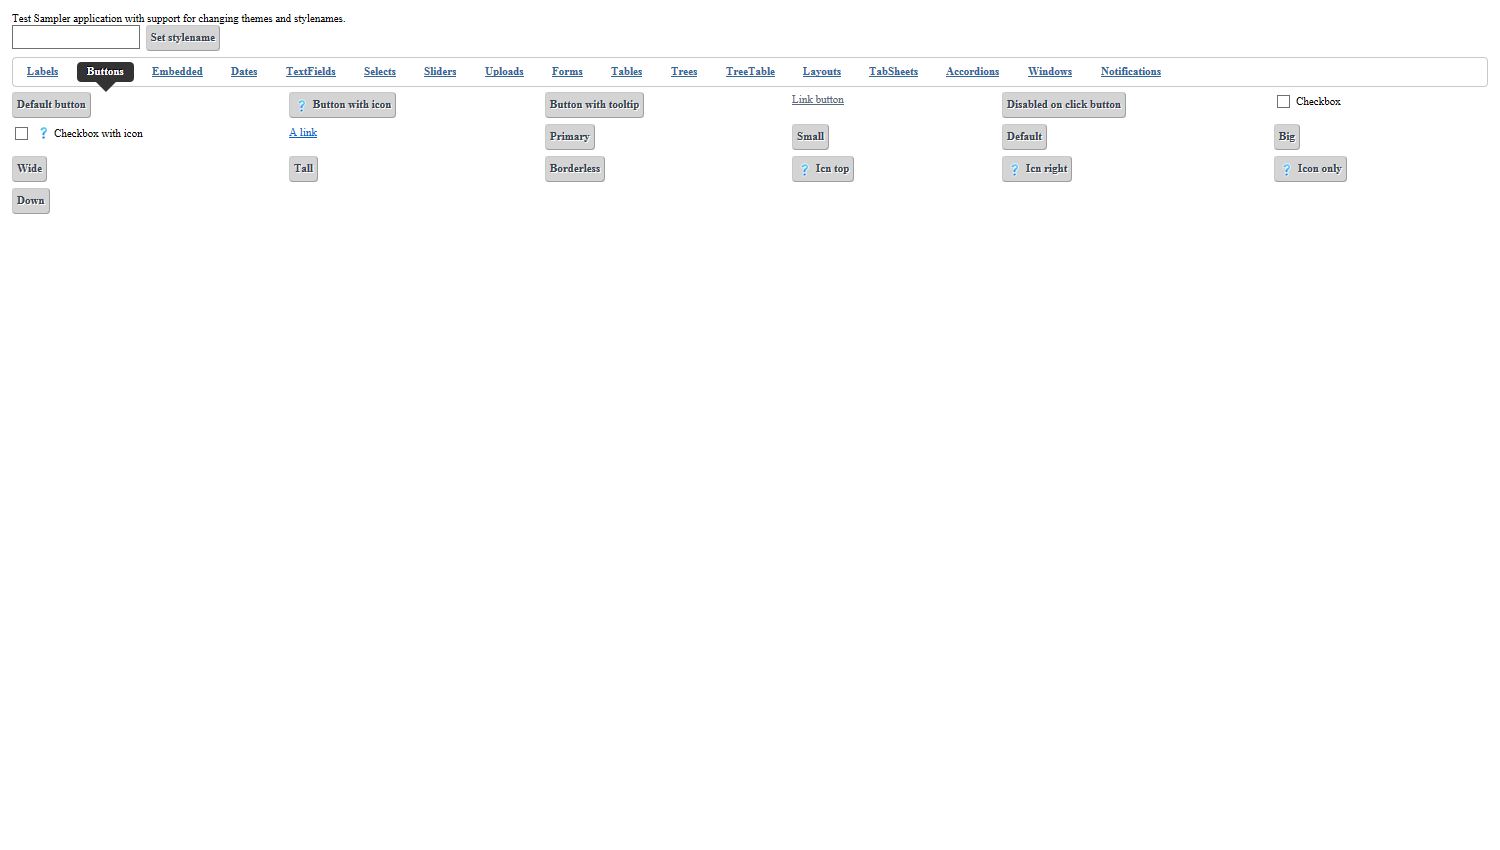 Test Sampler application with support for changing themes and stylenames.
Set stylename
Labels Buttons Embedded Dates TextFields Selects Sliders Uploads Forms Tables Trees TreeTable Layouts TabSheets Accordions Windows Notifications
Default button Button with icon Button with tooltip Link button Disabled on click button Checkbox
Checkbox with icon A link Primary Small Default Big
Wide Tall Borderless Icn top Icn right Icon only
Down